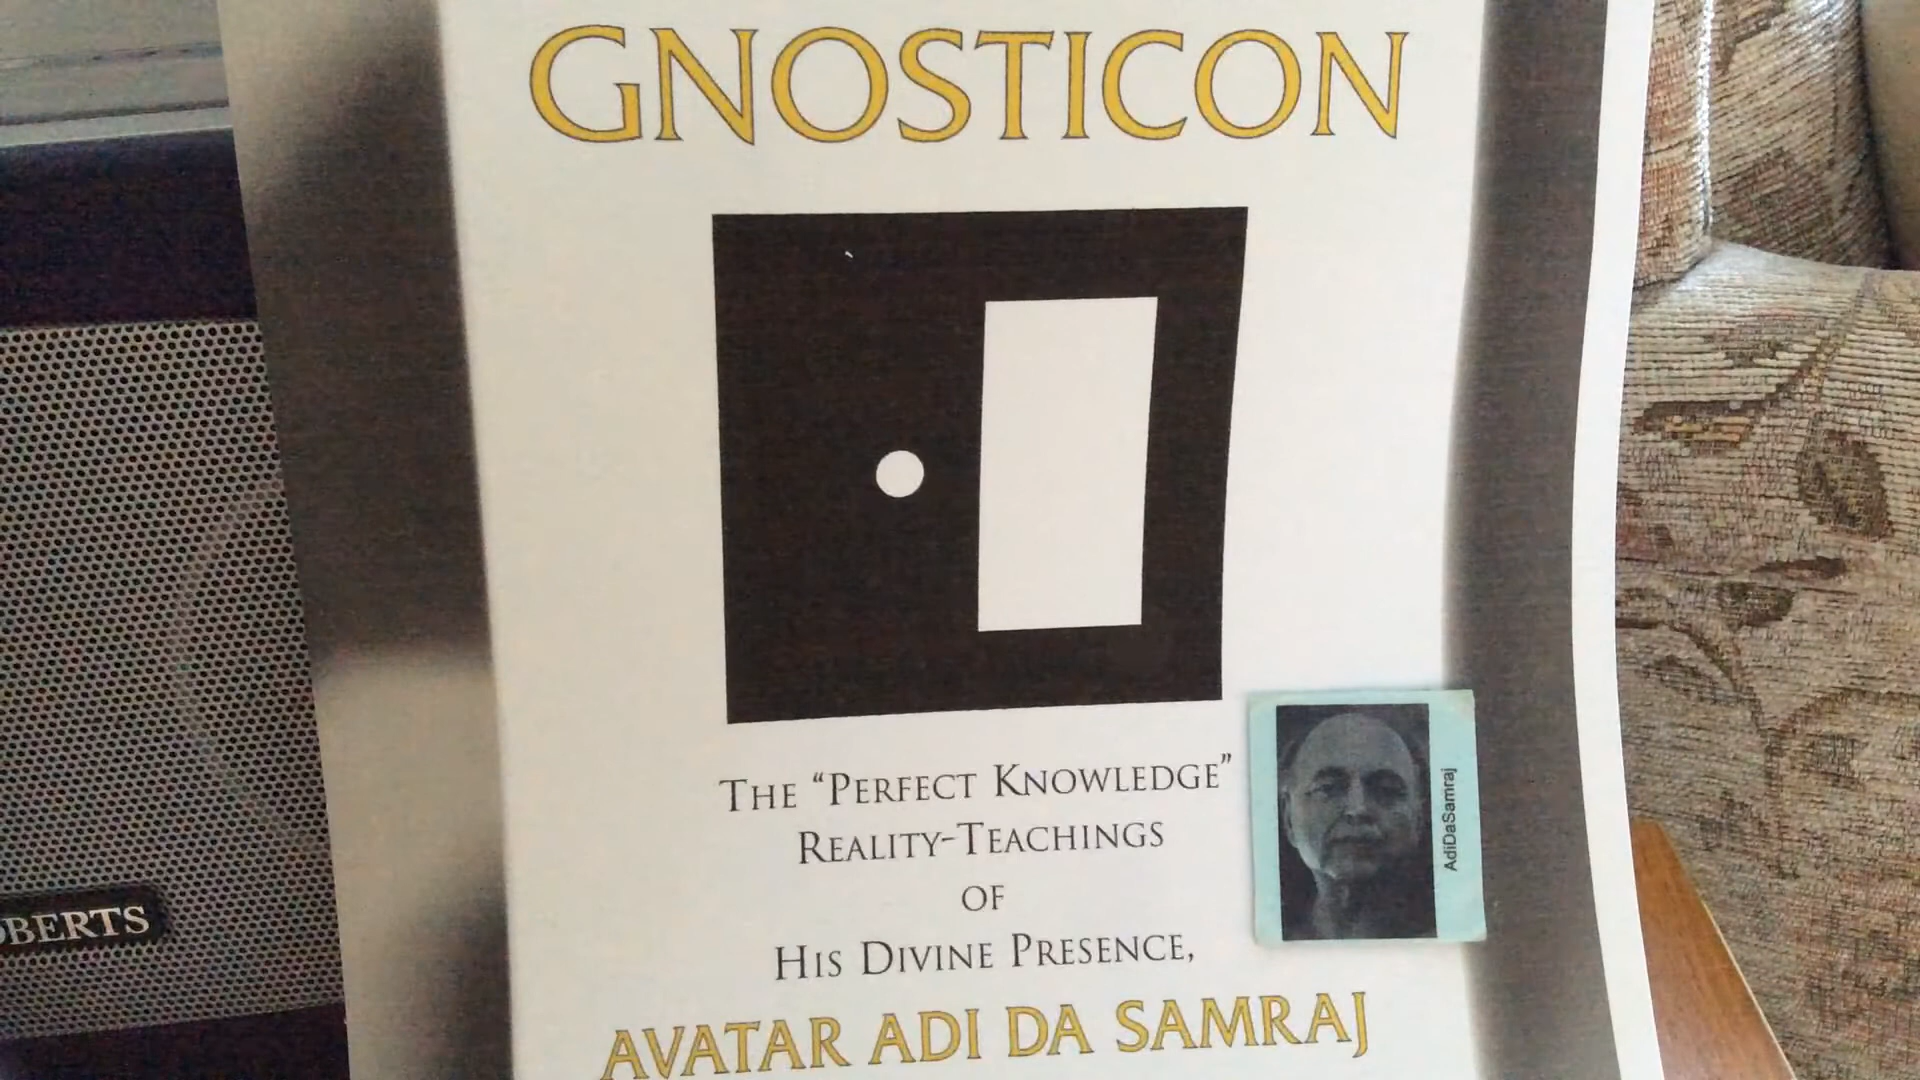 GNOSTICON
THE “PERFECT KNOWLEDGE”
REALITY-TEACHINGS
OF
HIS DIVINE PRESENCE,
AVATAR ADI DA SAMRAJ
AdiDaSamraj
OBERTS